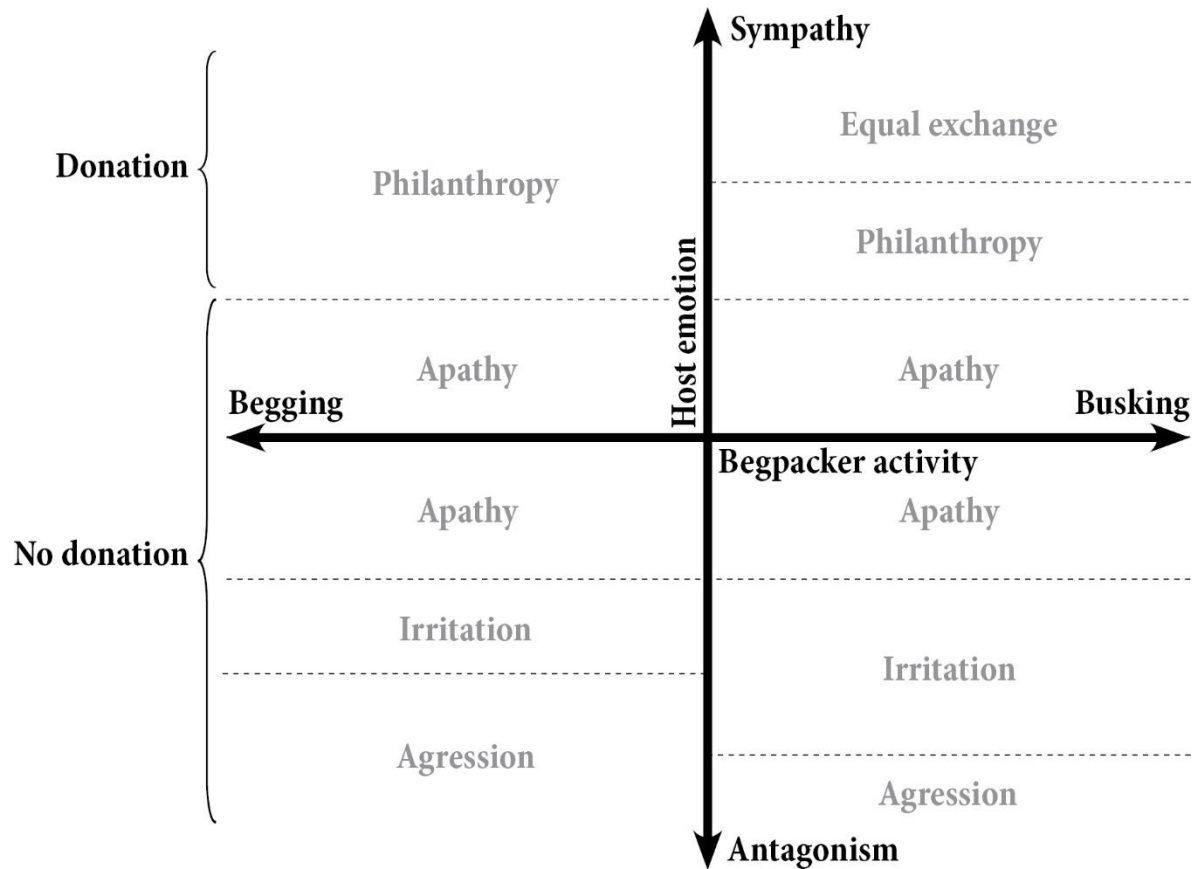 Sympathy
Equal exchange
Donation
Philanthropy
Philanthropy
Host emotion
Apathy
Apathy
Begging
Busking
Begpacker activity
Apathy
Apathy
No donation
Irritation
Irritation
Agression
Agression
Antagonism